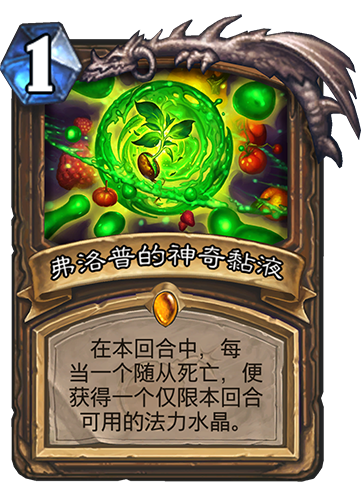 1
弗洛普的神奇黏液
在本回合中，每
当一个随从死亡，便
获得一个仅限本回合
可用的法力水晶。